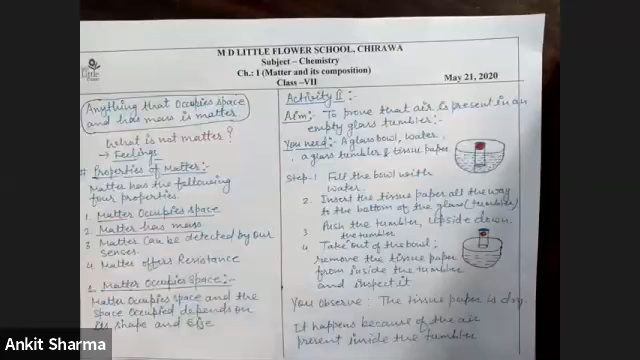 M D LITTLE FLOWER SCHOOL, CHIRAWA
Subject – Chemistry
Ch.: I (Matter and its composition)
Class –VII
May 21, 2020
Little
Flower
Anything that occupies space
and has mass is matter
What is not matter?
→ Feelings
# Properties of Matter:-
Matter has the following
four properties.
1 Matter occupies space
2 Matter has mass.
3 Matter can be detected by our
senses.
4 Matter offers Resistance
1. Matter Occupies Space:-
Matter occupies space and the
space occupied depends on
its shape and size
Activity II :-
Aim: To prove that air is present in an
empty glass tumbler:-
You need: A glass bowl, water,
a glass tumbler & tissue paper
Step-1 Fill the bowl with
water.
2. Insert the tissue paper all the way
to the bottom of the glass (tumbler)
3 Push the tumbler, upside down.
the tumbler
4. Take out of the bowl;
remove the tissue paper
from inside the tumbler
and inspect it
You observe: The tissue paper is dry.
It happens because of the air
present inside the tumbler
Ankit Sharma